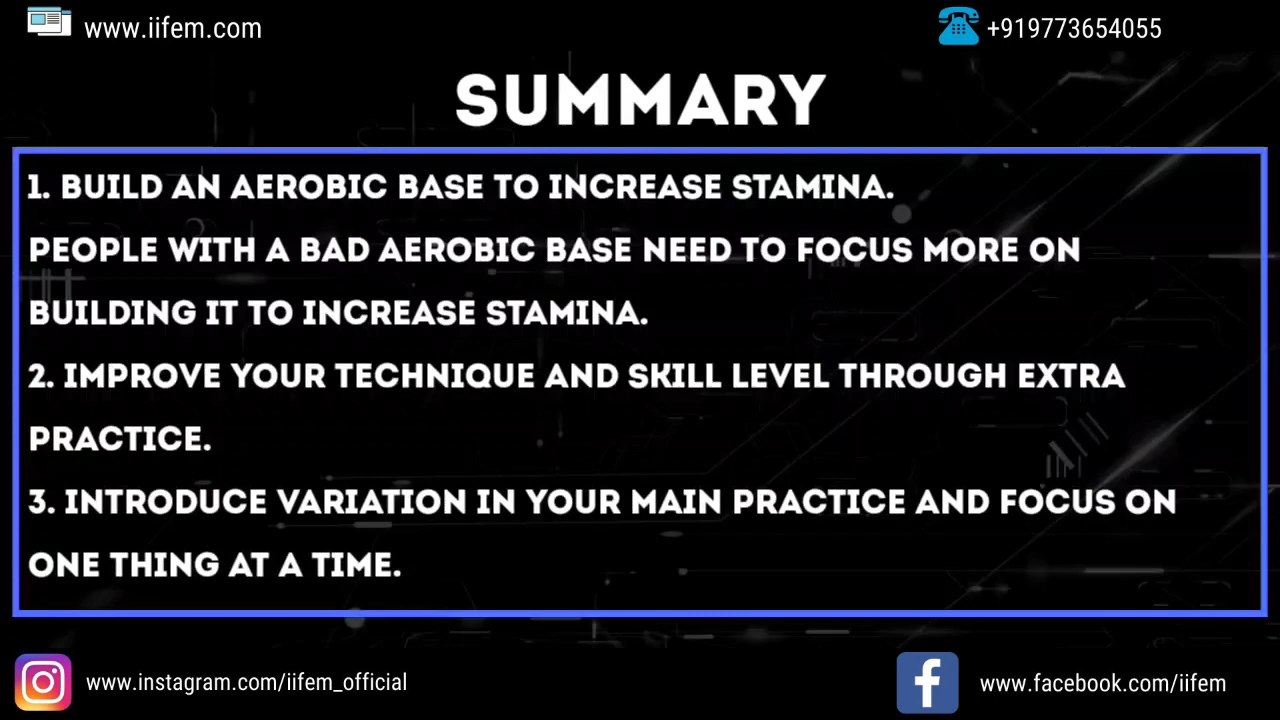 www.iifem.com
+919773654055
SUMMARY
1. BUILD AN AEROBIC BASE TO INCREASE STAMINA.
PEOPLE WITH A BAD AEROBIC BASE NEED TO FOCUS MORE ON
BUILDING IT TO INCREASE STAMINA.
2. IMPROVE YOUR TECHNIQUE AND SKILL LEVEL THROUGH EXTRA
PRACTICE.
3. INTRODUCE VARIATION IN YOUR MAIN PRACTICE AND FOCUS ON
ONE THING AT A TIME.
www.instagram.com/iifem_official
www.facebook.com/iifem